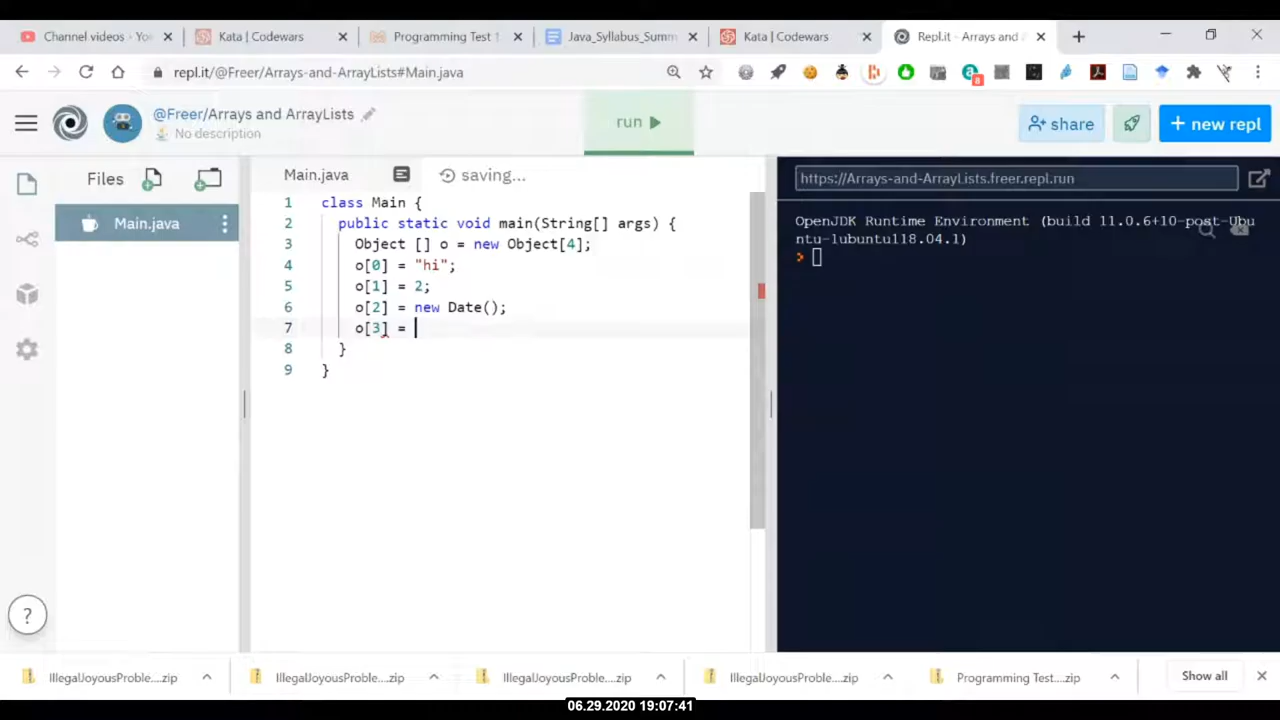 Channel videos - Yo
Kata | Codewars
Programming Test 1
Java_Syllabus_Summ
Kata | Codewars
Repl.it - Arrays and A
repl.it/@Freer/Arrays-and-ArrayLists#Main.java
8
@Freer/Arrays and ArrayLists
No description
run
share
+ new repl
Files
Main.java
Main.java
saving...
https://Arrays-and-ArrayLists.freer.repl.run
1 class Main {
2 public static void main(String[] args) {
3 Object [] o = new Object[4];
4 o[0] = "hi";
5 o[1] = 2;
6 o[2] = new Date();
7 o[3] =
8 }
9 }
OpenJDK Runtime Environment (build 11.0.6+10-post-Ubu
ntu-1ubuntu118.04.1)
?
IllegalJoyousProble....zip
IllegalJoyousProble....zip
IllegalJoyousProble....zip
IllegalJoyousProble....zip
Programming Test....zip
Show all
06.29.2020 19:07:41